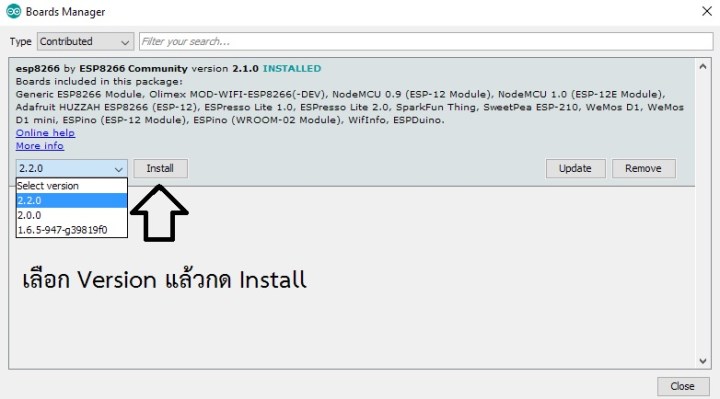 Boards Manager
Type Contributed Filter your search...
esp8266 by ESP8266 Community version 2.1.0 INSTALLED
Boards included in this package:
Generic ESP8266 Module, Olimex MOD-WIFI-ESP8266(-DEV), NodeMCU 0.9 (ESP-12 Module), NodeMCU 1.0 (ESP-12E Module),
Adafruit HUZZAH ESP8266 (ESP-12), ESPresso Lite 1.0, ESPresso Lite 2.0, SparkFun Thing, SweetPea ESP-210, WeMos D1, WeMos
D1 mini, ESPino (ESP-12 Module), ESPino (WROOM-02 Module), WifInfo, ESPDuino.
Online help
More info
2.2.0 Install Update Remove
Select version
2.2.0
2.0.0
1.6.5-947-g39819f0
เลือก Version แล้วกด Install
Close